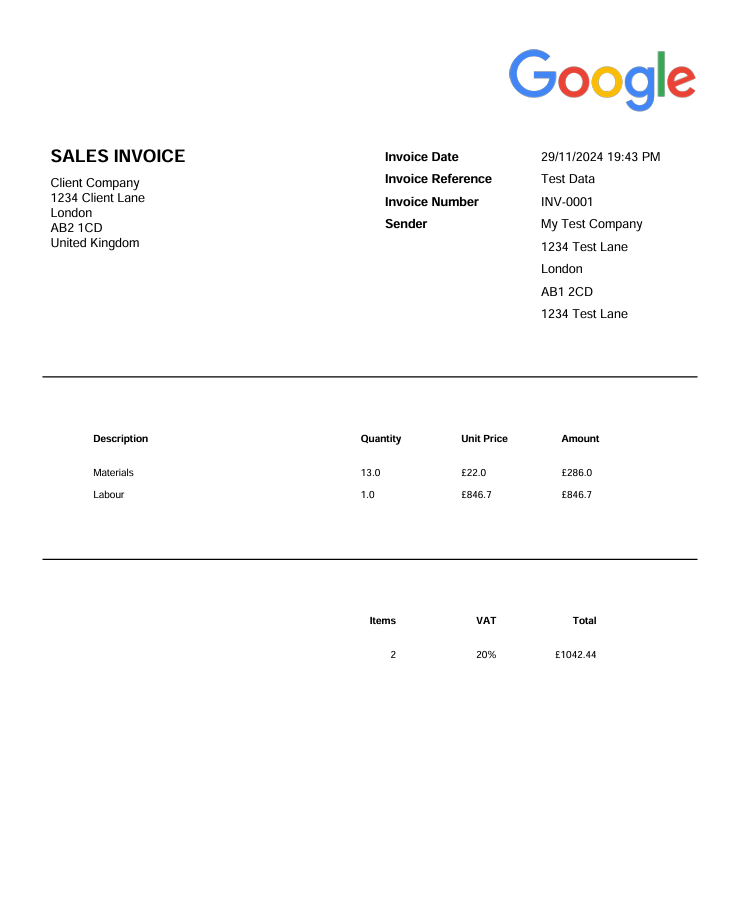 Google
SALES INVOICE
Client Company
1234 Client Lane
London
AB2 1CD
United Kingdom
Invoice Date 29/11/2024 19:43 PM
Invoice Reference Test Data
Invoice Number INV-0001
Sender My Test Company
1234 Test Lane
London
AB1 2CD
1234 Test Lane
Description Quantity Unit Price Amount
Materials 13.0 £22.0 £286.0
Labour 1.0 £846.7 £846.7
Items VAT Total
2 20% £1042.44